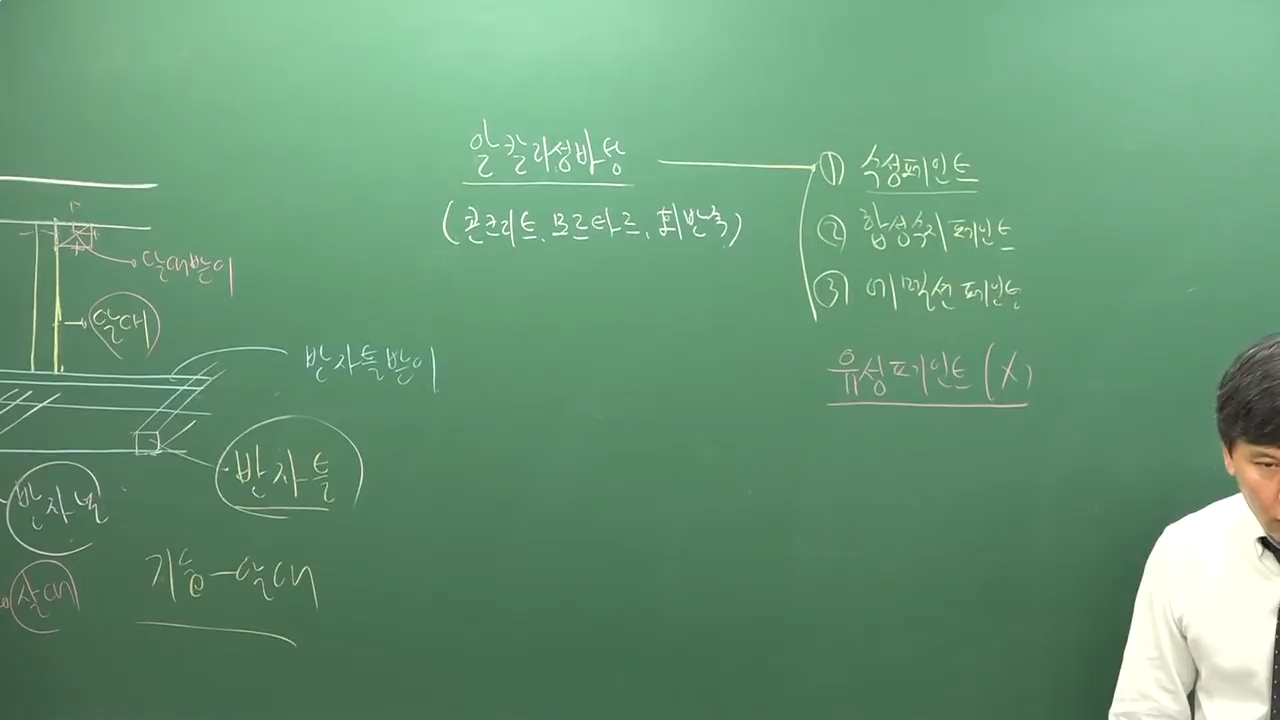 달대받이
달대
반자틀받이
반자틀
반자널
살대
기능-달대
알칼리성바탕
(콘크리트, 모르타르, 회반죽)
① 수성페인트
② 합성수지페인트
③ 에멀션 페인트
유성페인트 (X)